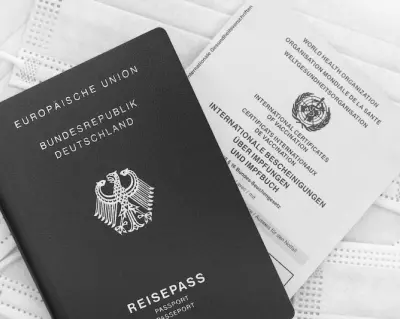 EUROPÄISCHE UNION
BUNDESREPUBLIK
DEUTSCHLAND
REISEPASS
PASSPORT
PASSEPORT
WORLD HEALTH ORGANIZATION
ORGANISATION MONDIALE DE LA SANTÉ
WELTGESUNDHEITSORGANISATION
INTERNATIONAL CERTIFICATES
OF VACCINATION
CERTIFICATS INTERNATIONAUX
DE VACCINATION
INTERNATIONALE BESCHEINIGUNGEN
ÜBER IMPFUNGEN
UND IMPFBUCH